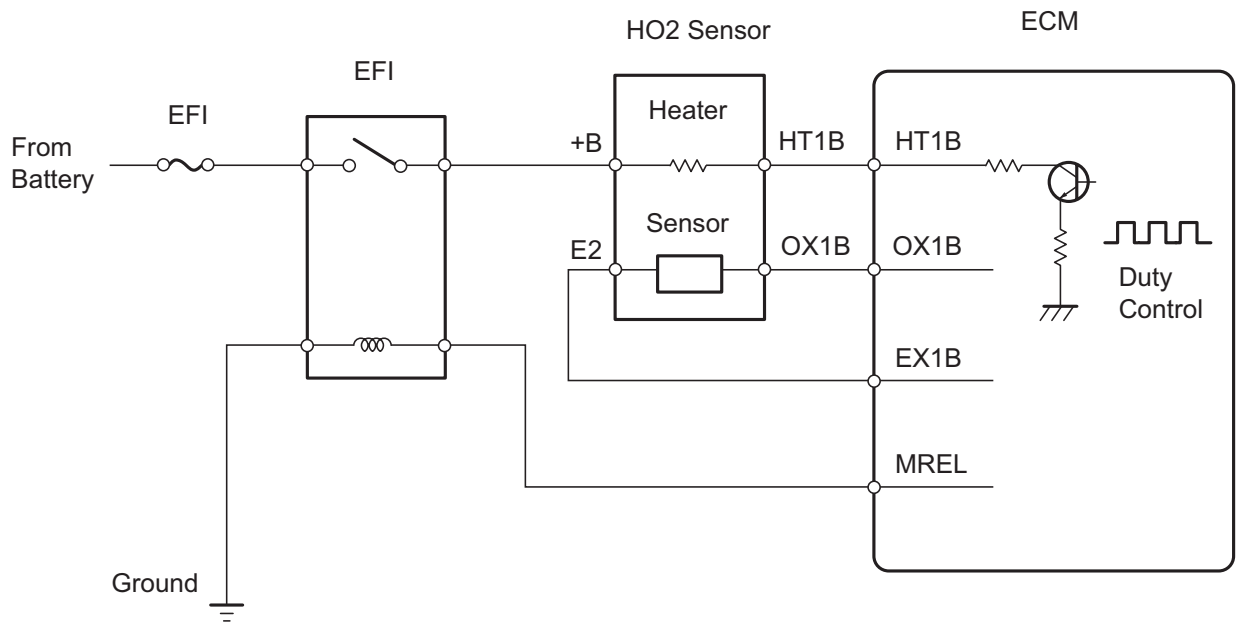 ECM
HO2 Sensor
EFI
EFI
From
Battery
Heater
+B
HT1B
HT1B
Sensor
E2
OX1B
OX1B
Duty
Control
EX1B
MREL
Ground